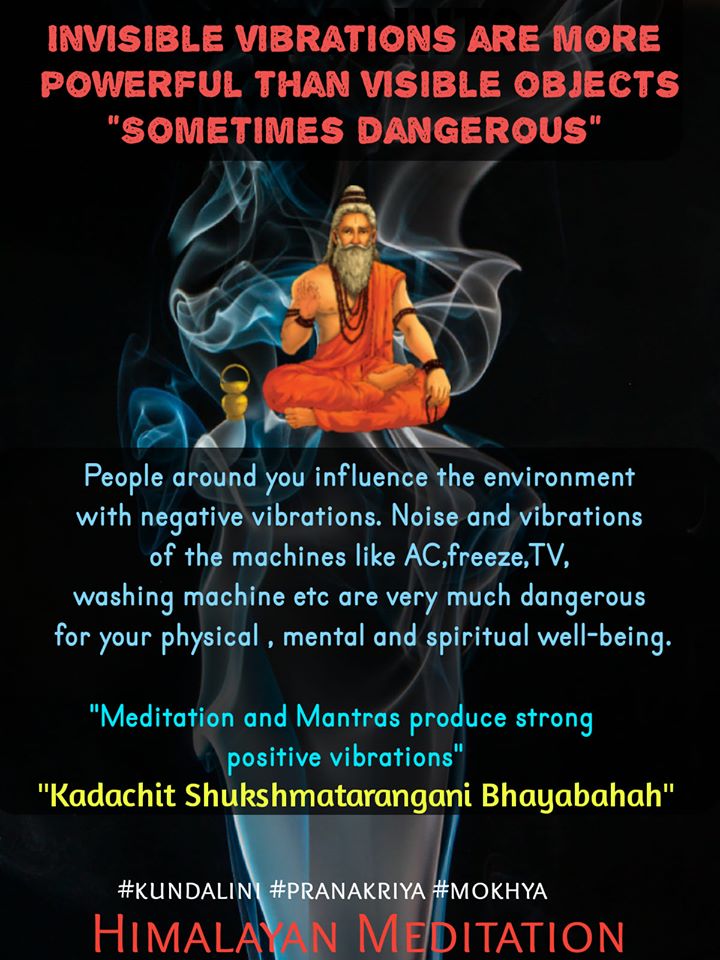 INVISIBLE VIBRATIONS ARE MORE
POWERFUL THAN VISIBLE OBJECTS
"SOMETIMES DANGEROUS"
People around you influence the environment
with negative vibrations. Noise and vibrations
of the machines like AC,freeze,TV,
washing machine etc are very much dangerous
for your physical , mental and spiritual well-being.
"Meditation and Mantras produce strong
positive vibrations"
"Kadachit Shukshmatarangani Bhayabahah"
#KUNDALINI #PRANAKRIYA #MOKHYA
HIMALAYAN MEDITATION